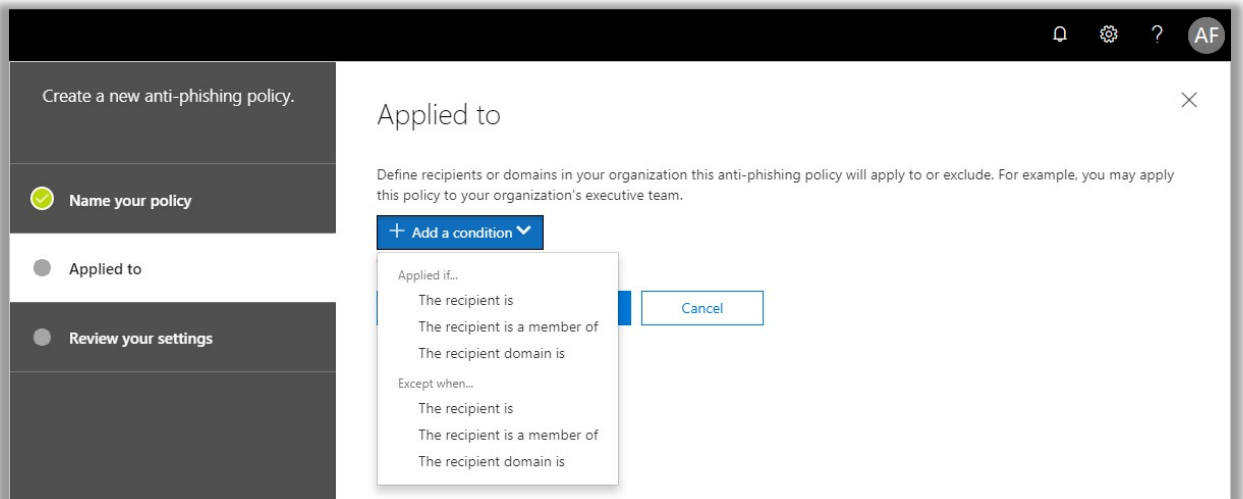 AF
Create a new anti-phishing policy.
Name your policy
Applied to
Review your settings
Applied to
Define recipients or domains in your organization this anti-phishing policy will apply to or exclude. For example, you may apply
this policy to your organization's executive team.
+ Add a condition
Applied if...
The recipient is
The recipient is a member of
The recipient domain is
Except when...
The recipient is
The recipient is a member of
The recipient domain is
Cancel